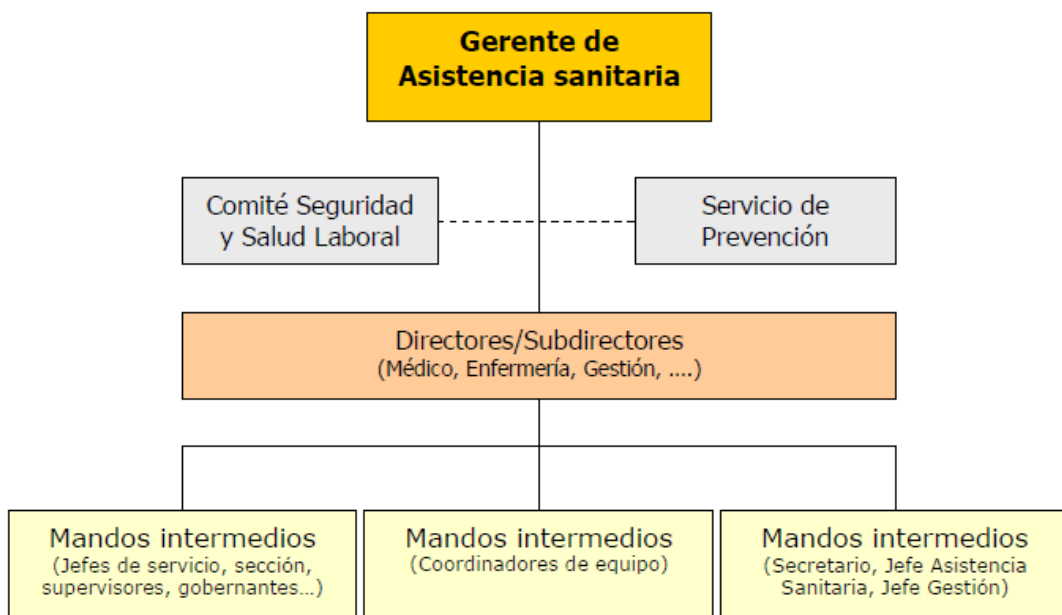 Gerente de
Asistencia sanitaria
Comité Seguridad
y Salud Laboral
Servicio de
Prevención
Directores/Subdirectores
(Médico, Enfermería, Gestión, ....)
Mandos intermedios
(Jefes de servicio, sección,
supervisores, gobernantes...)
Mandos intermedios
(Coordinadores de equipo)
Mandos intermedios
(Secretario, Jefe Asistencia
Sanitaria, Jefe Gestión)